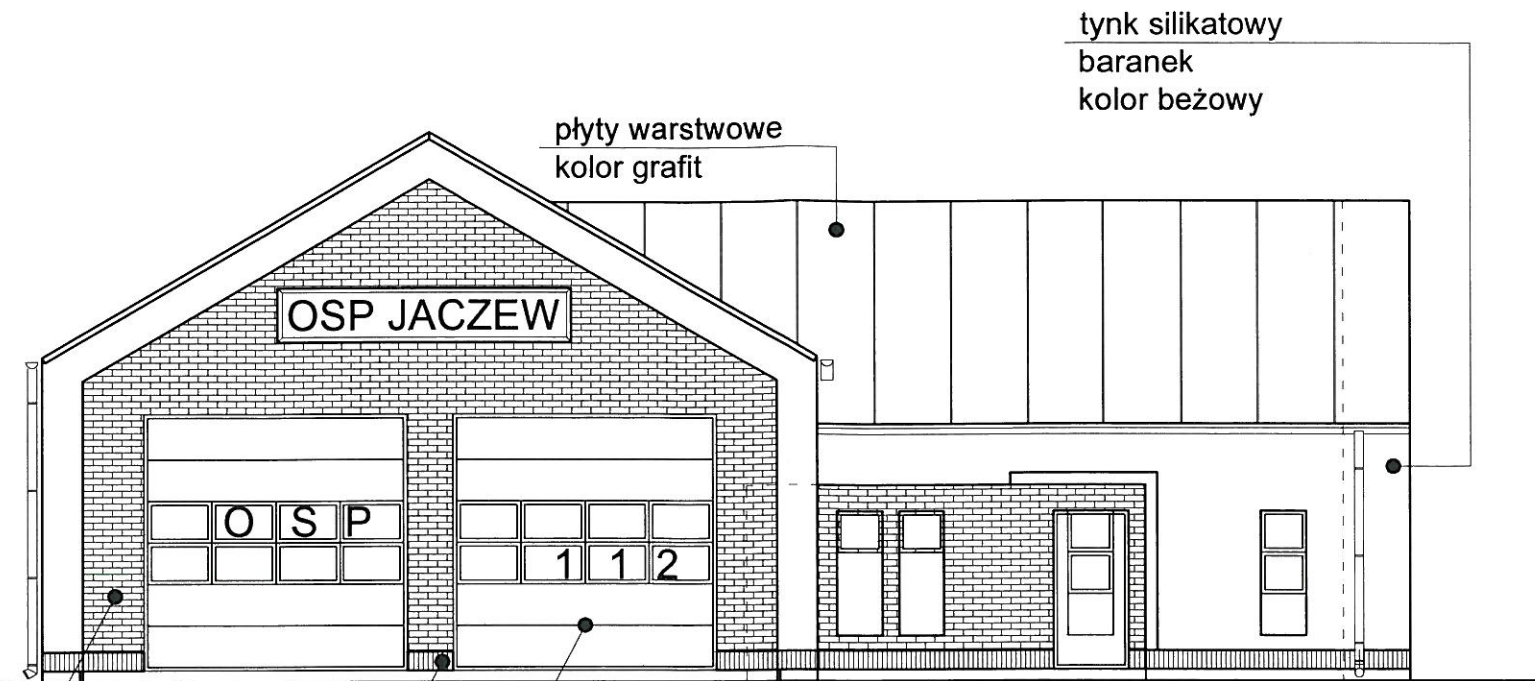 tynk silikatowy
baranek
kolor beżowy
płyty warstwowe
kolor grafit
OSP JACZEW
O S P
1 1 2